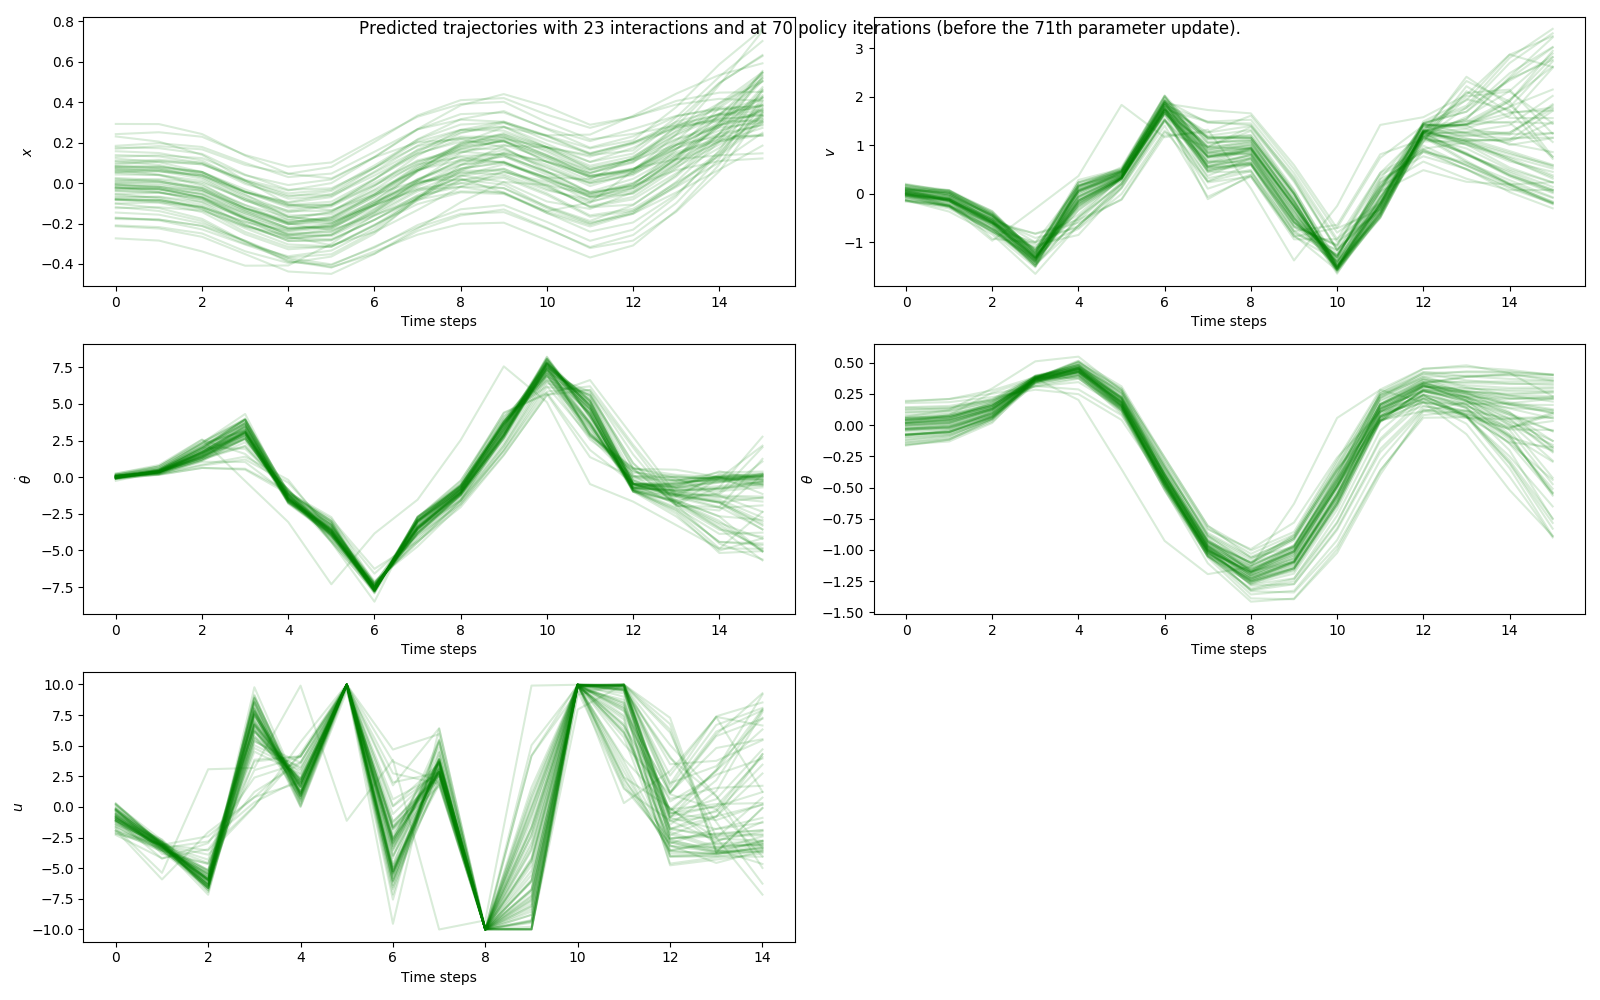 Predicted trajectories with 23 interactions and at 70 policy iterations (before the 71th parameter update).
0.8
0.6
0.4
0.2
0.0
−0.2
−0.4
x
0 2 4 6 8 10 12 14
Time steps
3
2
1
0
−1
v
0 2 4 6 8 10 12 14
Time steps
7.5
5.0
2.5
0.0
−2.5
−5.0
−7.5
θ̇
0 2 4 6 8 10 12 14
Time steps
0.50
0.25
0.00
−0.25
−0.50
−0.75
−1.00
−1.25
−1.50
θ
0 2 4 6 8 10 12 14
Time steps
10.0
7.5
5.0
2.5
0.0
−2.5
−5.0
−7.5
−10.0
u
0 2 4 6 8 10 12 14
Time steps